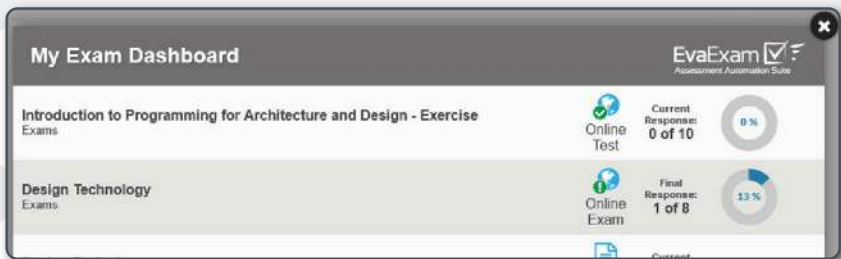 My Exam Dashboard
EvaExam
Assessment Automation Suite
Introduction to Programming for Architecture and Design - Exercise
Exams
Online
Test
Current
Response:
0 of 10
0 %
Design Technology
Exams
Online
Exam
Final
Response:
1 of 8
13 %
Current